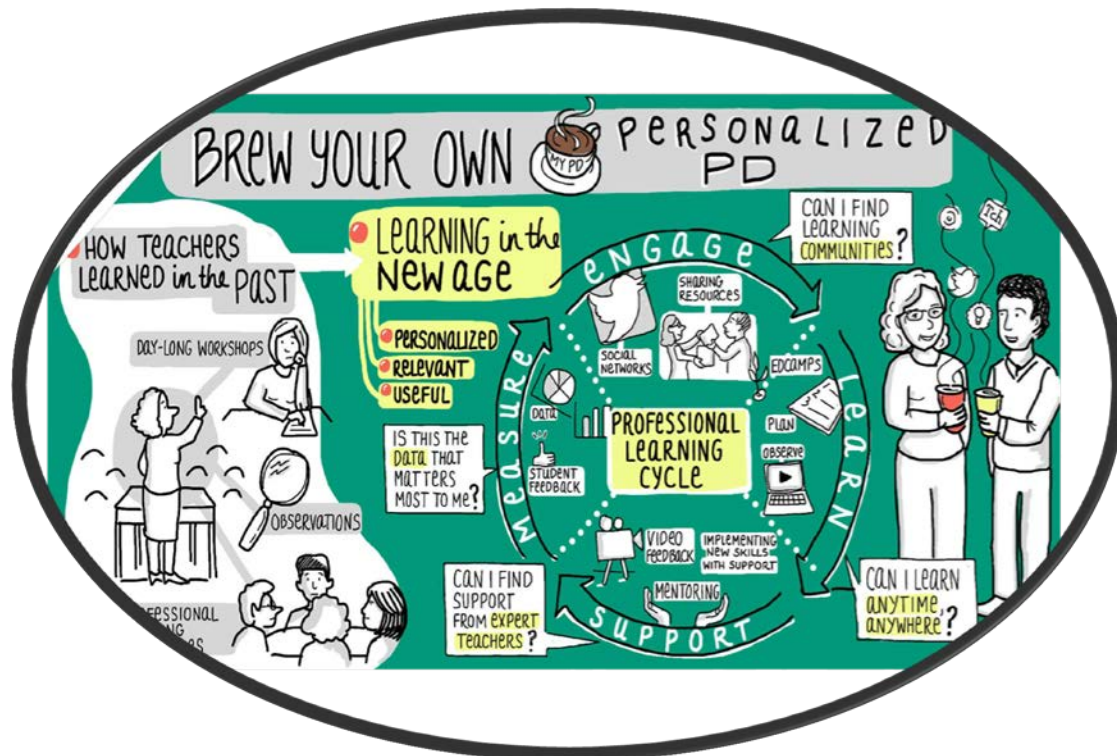 BREW YOUR OWN
MY PD
PERSONALIZED
PD
HOW TEACHERS
LEARNED in the PAST
DAY-LONG WORKSHOPS
OBSERVATIONS
LEARNING in the
NEW AGE
PERSONALIZED
RELEVANT
USEFUL
ENGAGE
CAN I FIND
LEARNING
COMMUNITIES?
SOCIAL
NETWORKS
SHARING
RESOURCES
LEARN
EDCAMPS
PLAN
OBSERVE
CAN I LEARN
ANYTIME,
ANYWHERE?
PROFESSIONAL
LEARNING
CYCLE
SUPPORT
VIDEO
FEEDBACK
IMPLEMENTING
NEW SKILLS
WITH SUPPORT
MENTORING
CAN I FIND
SUPPORT
FROM EXPERT
TEACHERS?
MEASURE
DATA
STUDENT
FEEDBACK
IS THIS THE
DATA THAT
MATTERS
MOST TO ME?
Tch